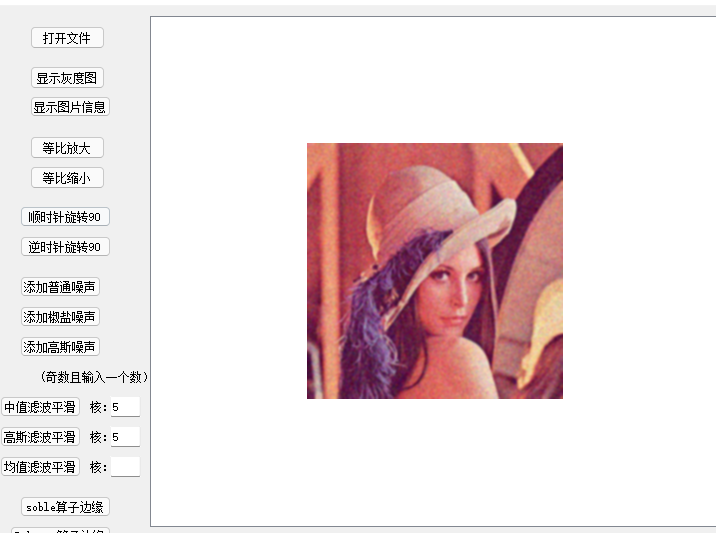 打开文件
显示灰度图
显示图片信息
等比放大
等比缩小
顺时针旋转90
逆时针旋转90
添加普通噪声
添加椒盐噪声
添加高斯噪声
(奇数且输入一个数)
中值滤波平滑 核: 5
高斯滤波平滑 核: 5
均值滤波平滑 核:
soble算子边缘